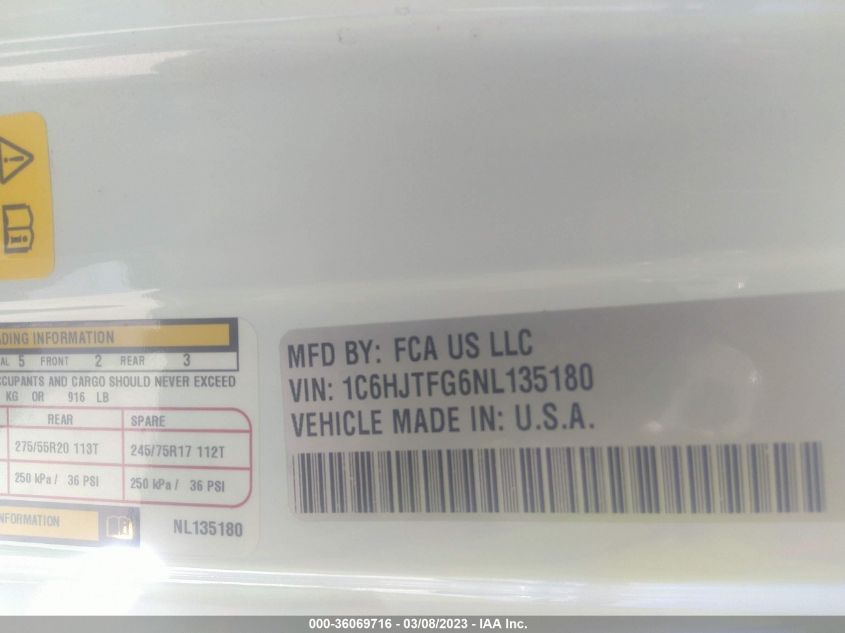 ADING INFORMATION
AL 5 FRONT 2 REAR 3
CCUPANTS AND CARGO SHOULD NEVER EXCEED
KG OR 916 LB
REAR SPARE
275/55R20 113T 245/75R17 112T
250 kPa / 36 PSI 250 kPa / 36 PSI
NFORMATION
NL135180
MFD BY: FCA US LLC
VIN: 1C6HJTFG6NL135180
VEHICLE MADE IN: U.S.A.
000-36069716 - 03/08/2023 - IAA Inc.